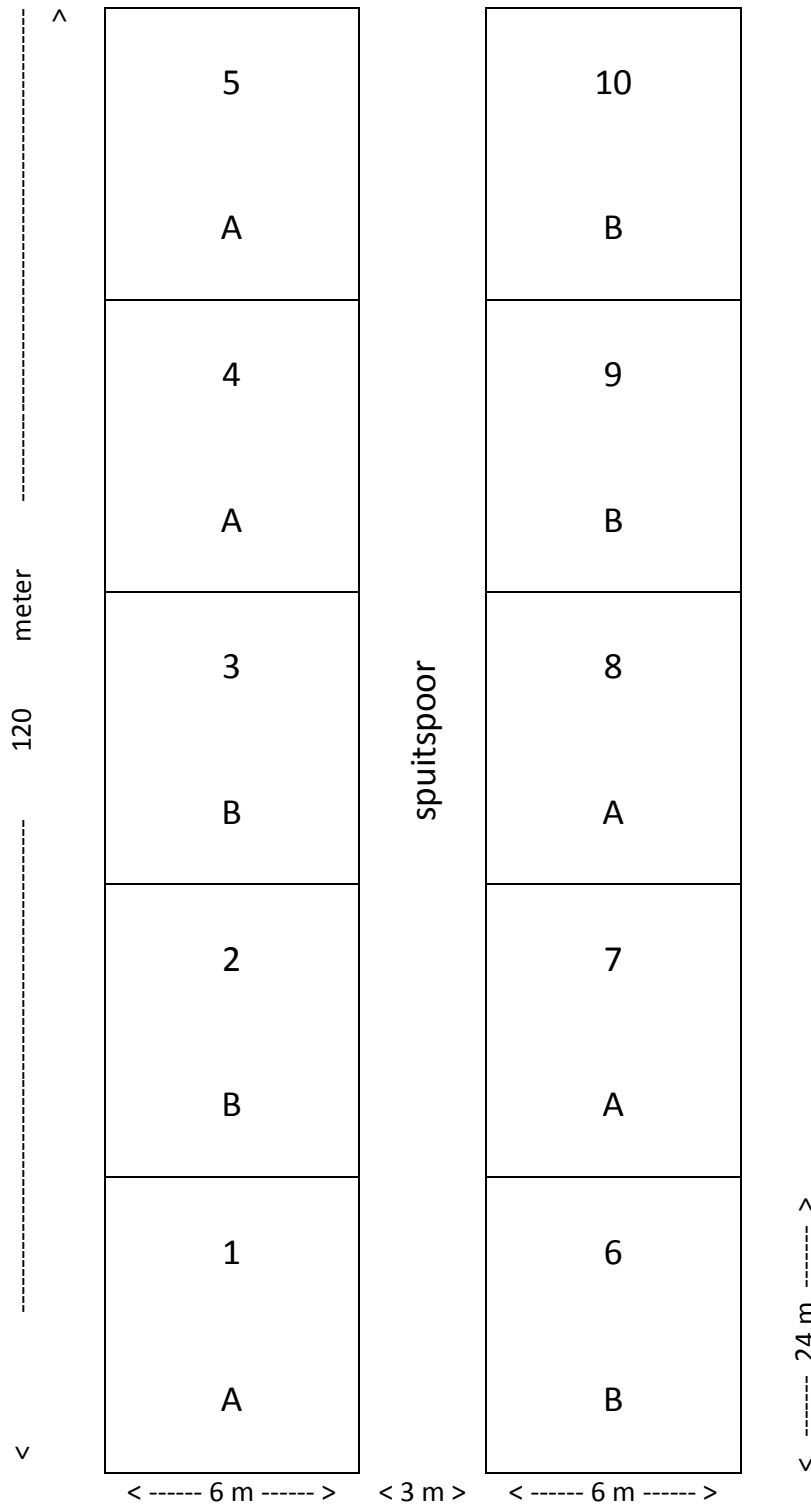 5 10
A B
4 9
A B
3 8
B A
2 7
B A
1 6
A B
spuitspoor
< -------------------------------- 120 meter -------------------------------- >
< -------- 24 m -------- >
< ------ 6 m ------ > < 3 m > < ------ 6 m ------ >